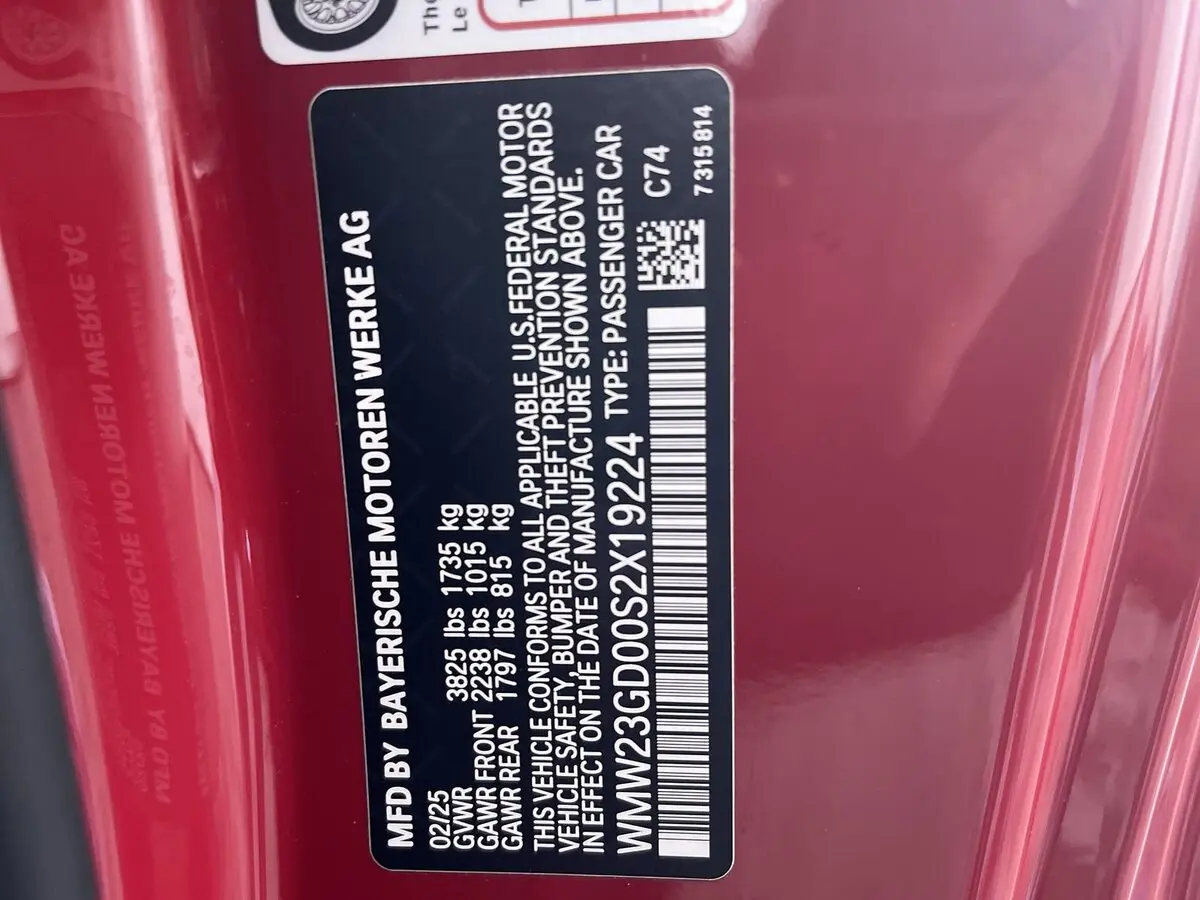 The
Le
MFD BY BAYERISCHE MOTOREN WERKE AG
02/25
GVWR 3825 lbs 1735 kg
GAWR FRONT 2238 lbs 1015 kg
GAWR REAR 1797 lbs 815 kg
THIS VEHICLE CONFORMS TO ALL APPLICABLE U.S.FEDERAL MOTOR
VEHICLE SAFETY, BUMPER AND THEFT PREVENTION STANDARDS
IN EFFECT ON THE DATE OF MANUFACTURE SHOWN ABOVE.
WMW23GD00S2X19224 TYPE: PASSENGER CAR
C74
7315814